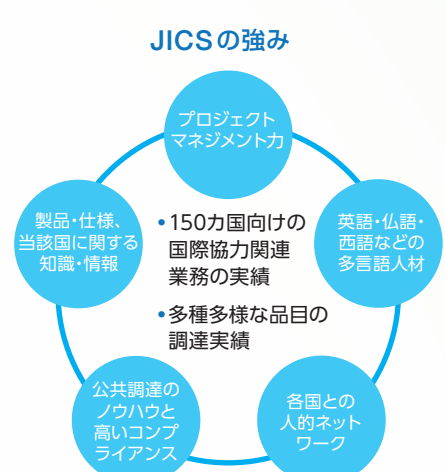 JICSの強み
プロジェクト
マネジメント力
製品・仕様、
当該国に関する
知識・情報
•150カ国向けの
国際協力関連
業務の実績
•多種多様な品目の
調達実績
英語・仏語・
西語などの
多言語人材
公共調達の
ノウハウと
高いコンプ
ライアンス
各国との
人的ネット
ワーク